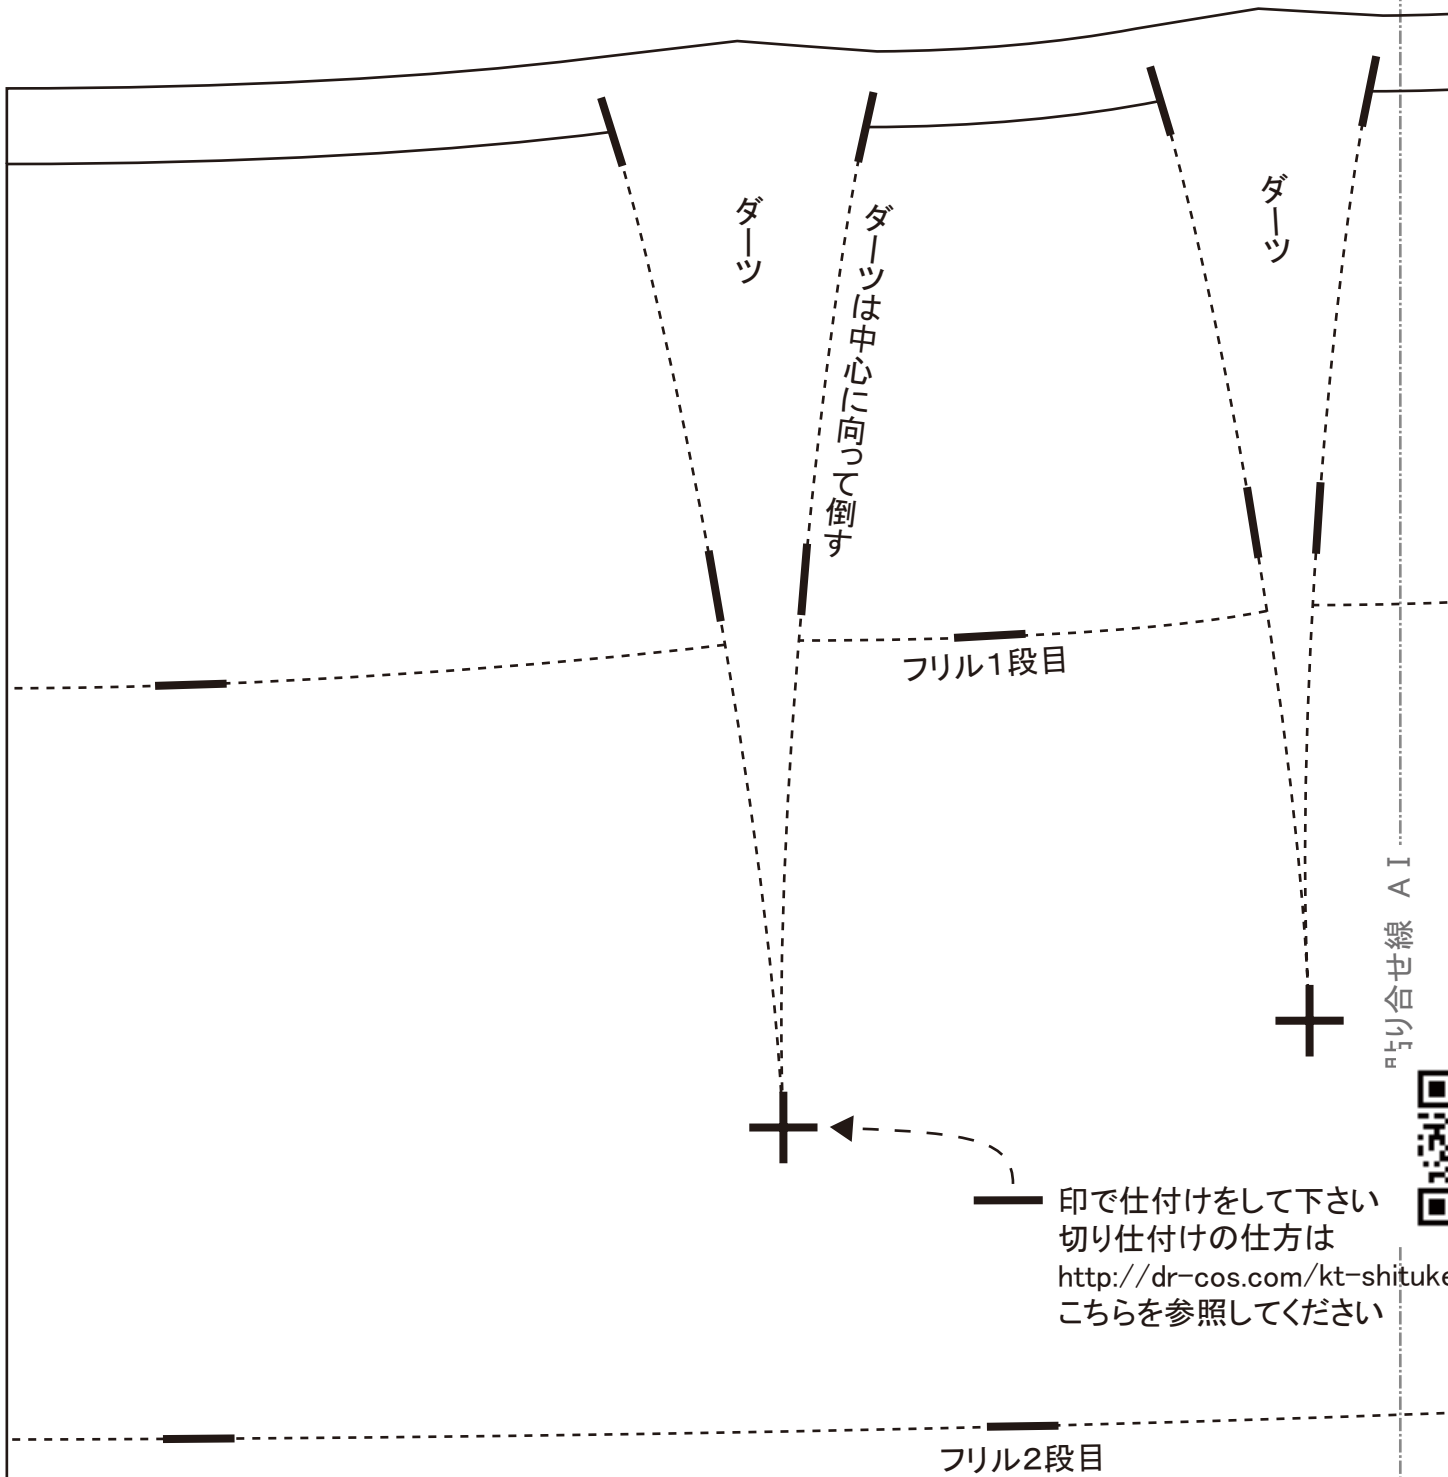 ダーツ
ダーツは中心に向って倒す
ダーツ
フリル1段目
貼り合せ線 AI
印で仕付けをして下さい
切り仕付けの仕方は
http://dr-cos.com/kt-shituke
こちらを参照してください
フリル2段目